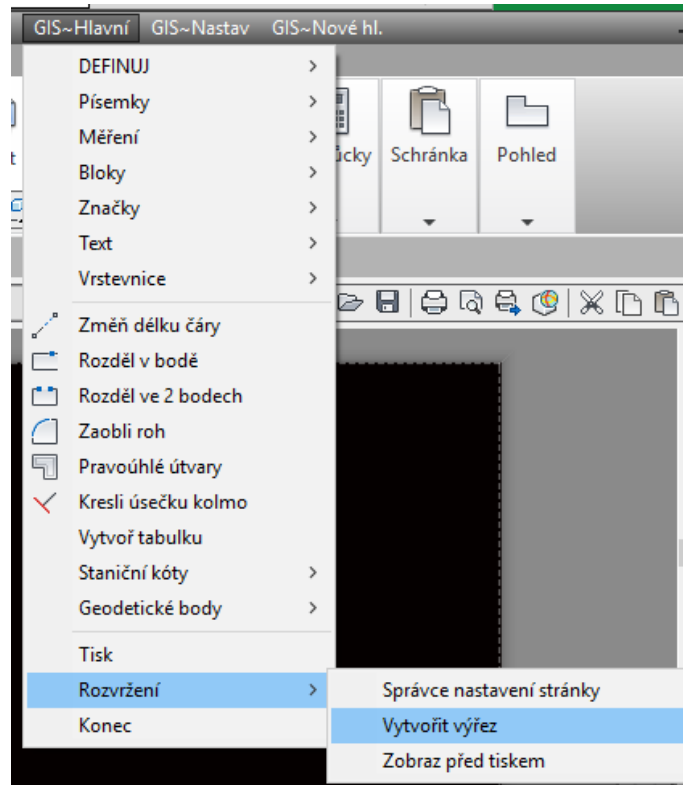 GIS~Hlavní GIS~Nastav GIS~Nové hl.
DEFINUJ
Písemky
Měření
Bloky
Značky
Text
Vrstevnice
Změň délku čáry
Rozděl v bodě
Rozděl ve 2 bodech
Zaobli roh
Pravoúhlé útvary
Kresli úsečku kolmo
Vytvoř tabulku
Staniční kóty
Geodetické body
Tisk
Rozvržení
Konec
Schránka Pohled
Správce nastavení stránky
Vytvořit výřez
Zobraz před tiskem